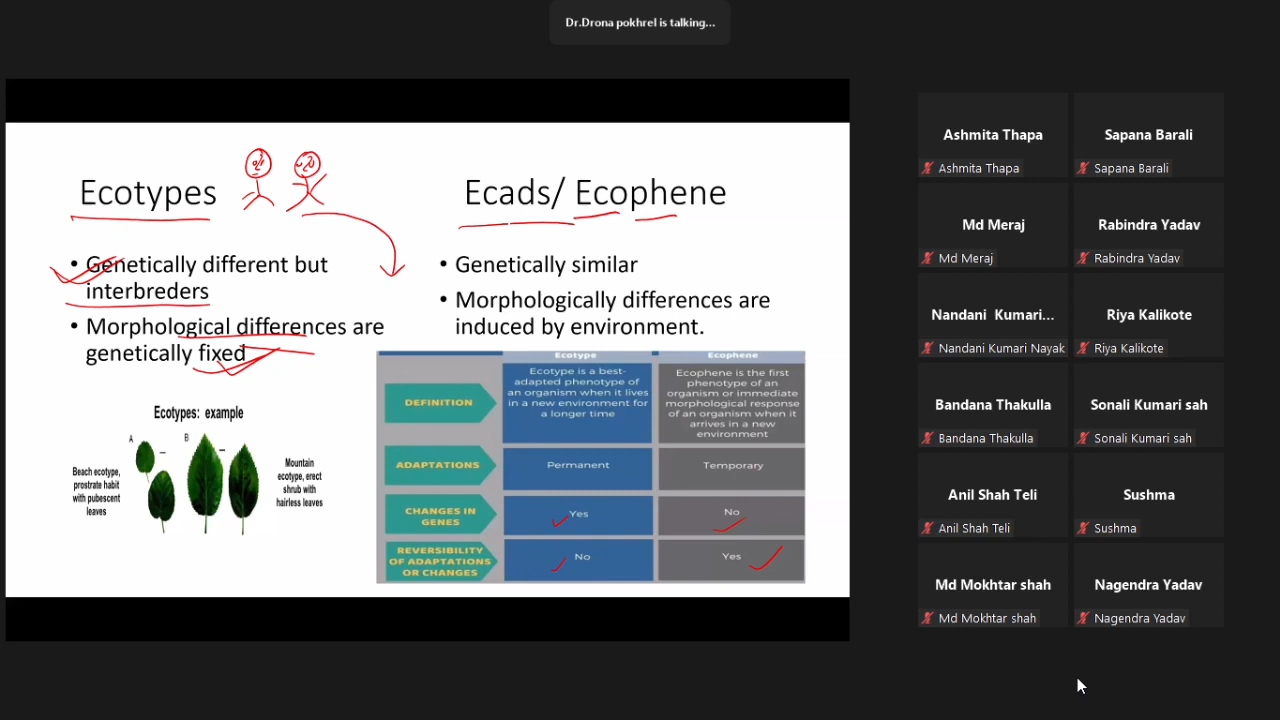 Dr.Drona pokhrel is talking...
Ecotypes
• Genetically different but
interbreders
• Morphological differences are
genetically fixed
Ecotypes: example
A
B
Beach ecotype,
prostrate habit
with pubescent
leaves
Mountain
ecotype, erect
shrub with
hairless leaves
Ecads/ Ecophene
• Genetically similar
• Morphologically differences are
induced by environment.
Ecotype
Ecophene
DEFINITION
Ecotype is a best-
adapted phenotype of
an organism when it lives
in a new environment for
a longer time
Ecophene is the first
phenotype of an
organism or immediate
morphological response
of an organism when it
arrives in a new
environment
ADAPTATIONS
Permanent
Temporary
CHANGES IN
GENES
Yes
No
REVERSIBILITY
OF ADAPTATIONS
OR CHANGES
No
Yes
Ashmita Thapa
Ashmita Thapa
Sapana Barali
Sapana Barali
Md Meraj
Md Meraj
Rabindra Yadav
Rabindra Yadav
Nandani Kumari...
Nandani Kumari Nayak
Riya Kalikote
Riya Kalikote
Bandana Thakulla
Bandana Thakulla
Sonali Kumari sah
Sonali Kumari sah
Anil Shah Teli
Anil Shah Teli
Sushma
Sushma
Md Mokhtar shah
Md Mokhtar shah
Nagendra Yadav
Nagendra Yadav